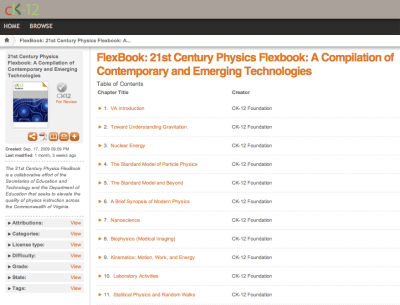 ck-12
HOME BROWSE
FlexBook: 21st Century Physics Flexbook: A...
21st Century Physics
Flexbook: A Compilation of
Contemporary and Emerging
Technologies
CK-12
For Review
Created: Sep. 17, 2009 08:09 PM
Last modified: 1 month, 3 weeks ago
The 21st Century Physics FlexBook
is a collaborative effort of the
Secretaries of Education and
Technology and the Department of
Education that seeks to elevate the
quality of physics instruction across
the Commonwealth of Virginia.
Attributions: View
Categories: View
License type: View
Difficulty: View
Grade: View
State: View
Tags: View
FlexBook: 21st Century Physics Flexbook: A Compilation of
Contemporary and Emerging Technologies
Table of Contents
Chapter Title Creator
1. VA Introduction CK-12 Foundation
2. Toward Understanding Gravitation. CK-12 Foundation
3. Nuclear Energy CK-12 Foundation
4. The Standard Model of Particle Physics CK-12 Foundation
5. The Standard Model and Beyond CK-12 Foundation
6. A Brief Synopsis of Modern Physics CK-12 Foundation
7. Nanoscience CK-12 Foundation
8. Biophysics (Medical Imaging) CK-12 Foundation
9. Kinematics: Motion, Work, and Energy CK-12 Foundation
10. Laboratory Activities CK-12 Foundation
11. Statitical Physics and Random Walks CK-12 Foundation